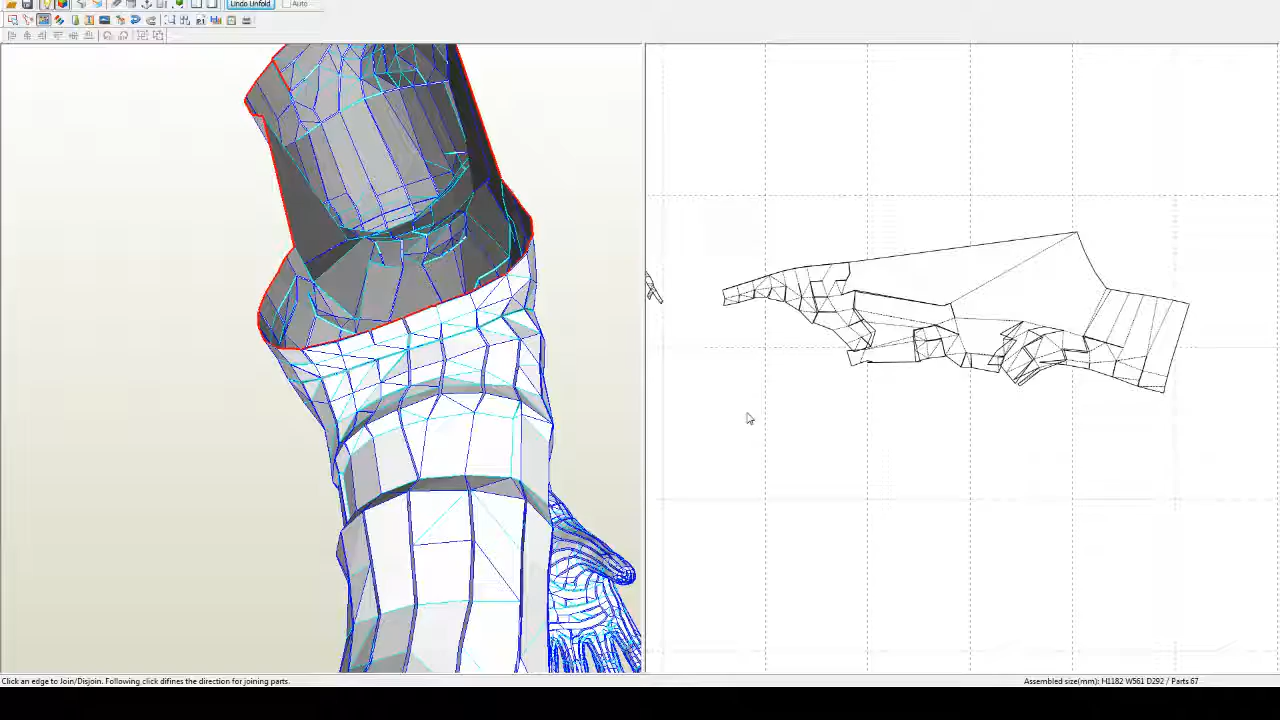 Undo Unfold
Auto
Click an edge to Join/Disjoin. Following click difines the direction for joining parts.
Assembled size(mm): H1182 W561 D292 / Parts 67